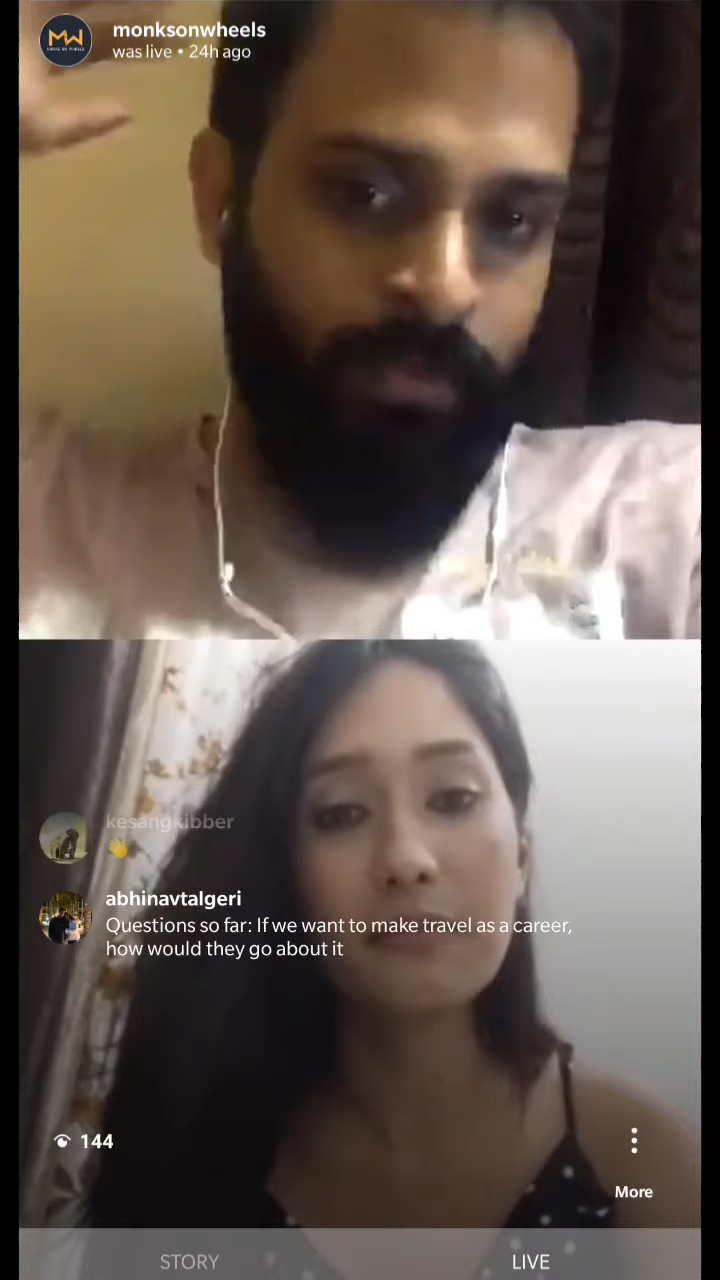 MW
monksonwheels
was live • 24h ago
kesangkibber
👋
abhinavtalgeri
Questions so far: If we want to make travel as a career,
how would they go about it
144
More
STORY
LIVE